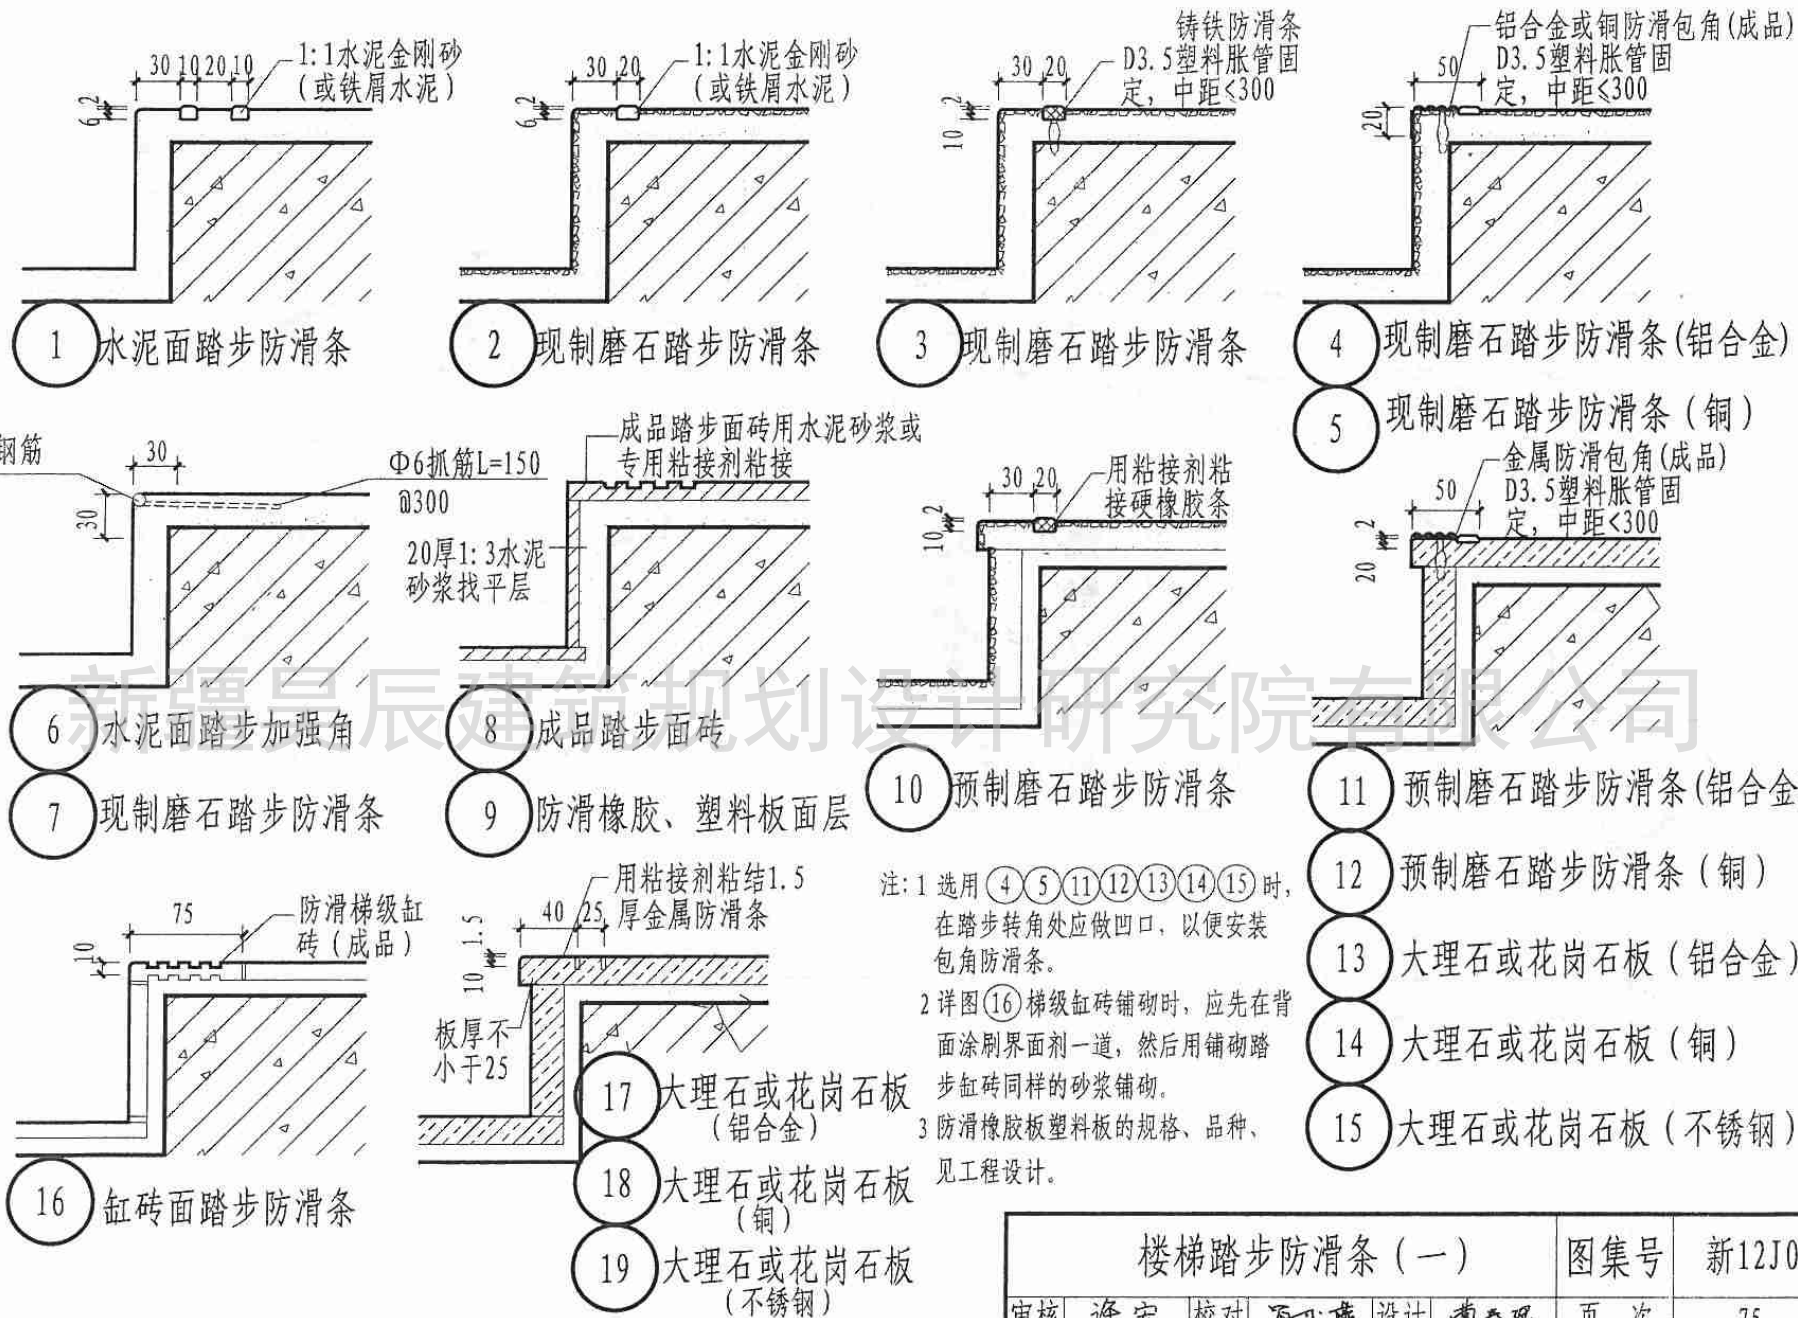 30 10 20 10
1:1水泥金刚砂
(或铁屑水泥)
6 2
① 水泥面踏步防滑条
30 20
1:1水泥金刚砂
(或铁屑水泥)
6 2
② 现制磨石踏步防滑条
铸铁防滑条
D3.5塑料胀管固
定，中距<300
30 20
10 2
③ 现制磨石踏步防滑条
铝合金或铜防滑包角(成品)
D3.5塑料胀管固
定，中距<300
50
20
④ 现制磨石踏步防滑条(铝合金)
⑤ 现制磨石踏步防滑条(铜)
钢筋
30
30
Φ6抓筋L=150
@300
⑥ 水泥面踏步加强角
⑦ 现制磨石踏步防滑条
成品踏步面砖用水泥砂浆或
专用粘接剂粘接
20厚1:3水泥
砂浆找平层
⑧ 成品踏步面砖
⑨ 防滑橡胶、塑料板面层
30 20
用粘接剂粘
接硬橡胶条
10 2
⑩ 预制磨石踏步防滑条
金属防滑包角(成品)
D3.5塑料胀管固
定，中距<300
50
2
20
⑪ 预制磨石踏步防滑条(铝合金
⑫ 预制磨石踏步防滑条(铜)
⑬ 大理石或花岗石板(铝合金)
⑭ 大理石或花岗石板(铜)
⑮ 大理石或花岗石板(不锈钢)
新疆昊辰建筑规划设计研究院有限公司
75
防滑梯级缸
砖(成品)
10
⑯ 缸砖面踏步防滑条
用粘接剂粘结1.5
厚金属防滑条
40 25
10 1.5
板厚不
小于25
⑰ 大理石或花岗石板
(铝合金)
⑱ 大理石或花岗石板
(铜)
⑲ 大理石或花岗石板
(不锈钢)
注:1 选用④⑤⑪⑫⑬⑭⑮时，
在踏步转角处应做凹口，以便安装
包角防滑条。
2 详图⑯梯级缸砖铺砌时，应先在背
面涂刷界面剂一道，然后用铺砌踏
步缸砖同样的砂浆铺砌。
3 防滑橡胶板塑料板的规格、品种、
见工程设计。
楼梯踏步防滑条(一) 图集号 新12J0
审核 校对 设计 页 次 75